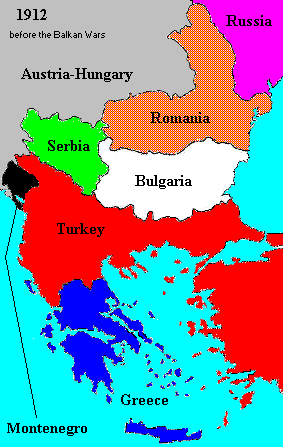 1912
Russia
before the Balkan Wars
Austria-Hungary
Romania
Serbia
Bulgaria
Turkey
Greece
Montenegro